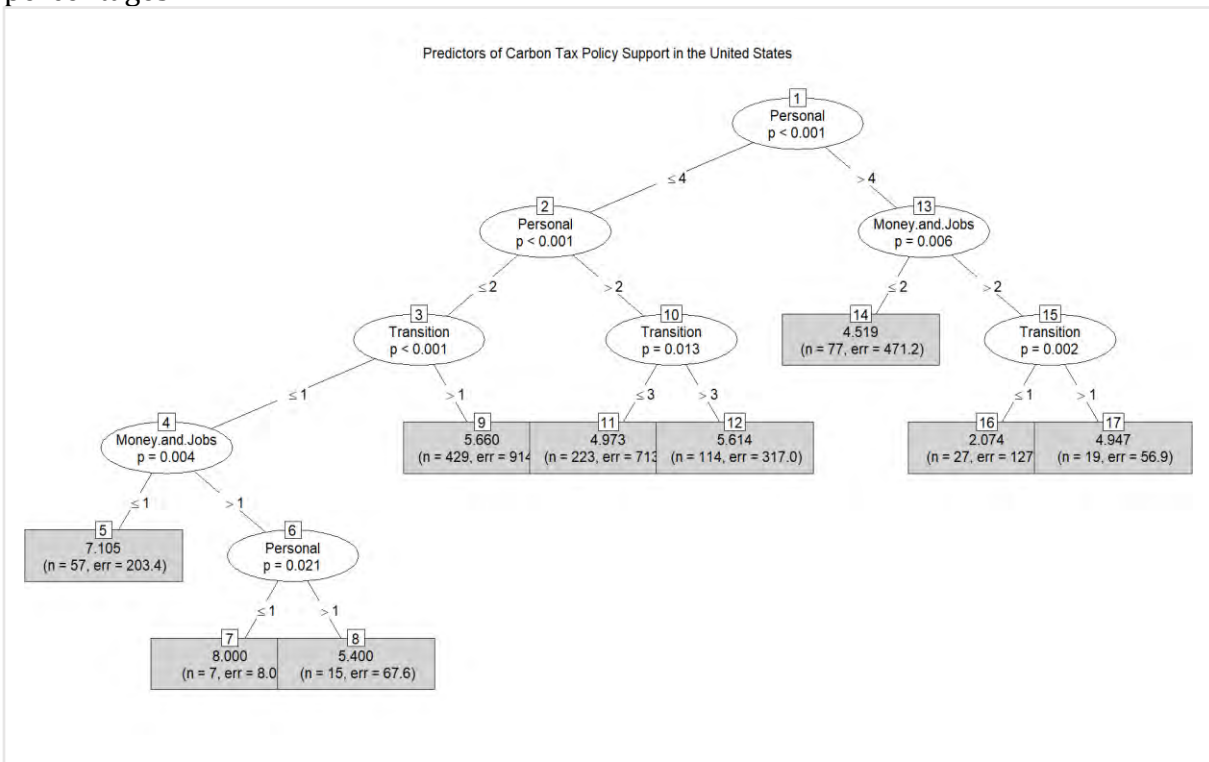 Predictors of Carbon Tax Policy Support in the United States
1
Personal
p < 0.001
≤ 4
> 4
2
Personal
p < 0.001
13
Money.and.Jobs
p = 0.006
≤ 2
> 2
≤ 2
> 2
3
Transition
p < 0.001
10
Transition
p = 0.013
14
4.519
(n = 77, err = 471.2)
15
Transition
p = 0.002
≤ 1
> 1
≤ 3
> 3
≤ 1
> 1
4
Money.and.Jobs
p = 0.004
9
5.660
(n = 429, err = 914
11
4.973
(n = 223, err = 713
12
5.614
(n = 114, err = 317.0)
16
2.074
(n = 27, err = 127
17
4.947
(n = 19, err = 56.9)
≤ 1
> 1
5
7.105
(n = 57, err = 203.4)
6
Personal
p = 0.021
≤ 1
> 1
7
8.000
(n = 7, err = 8.0
8
5.400
(n = 15, err = 67.6)